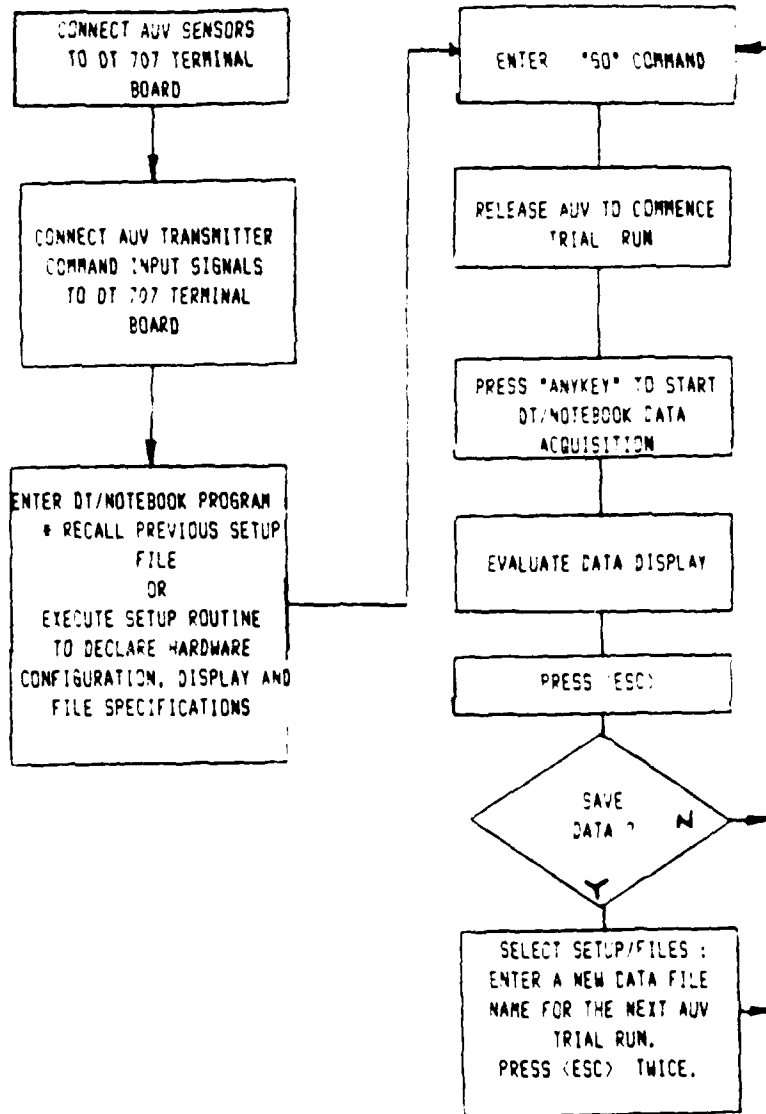 CONNECT AUV SENSORS
TO DT 707 TERMINAL
BOARD
CONNECT AUV TRANSMITTER
COMMAND INPUT SIGNALS
TO DT 707 TERMINAL
BOARD
ENTER DT/NOTEBOOK PROGRAM
* RECALL PREVIOUS SETUP
FILE
OR
EXECUTE SETUP ROUTINE
TO DECLARE HARDWARE
CONFIGURATION, DISPLAY AND
FILE SPECIFICATIONS
ENTER "GO" COMMAND
RELEASE AUV TO COMMENCE
TRIAL RUN
PRESS "ANYKEY" TO START
DT/NOTEBOOK DATA
ACQUISITION
EVALUATE DATA DISPLAY
PRESS <ESC>
SAVE
DATA ? N
Y
SELECT SETUP/FILES :
ENTER A NEW DATA FILE
NAME FOR THE NEXT AUV
TRIAL RUN.
PRESS <ESC> TWICE.